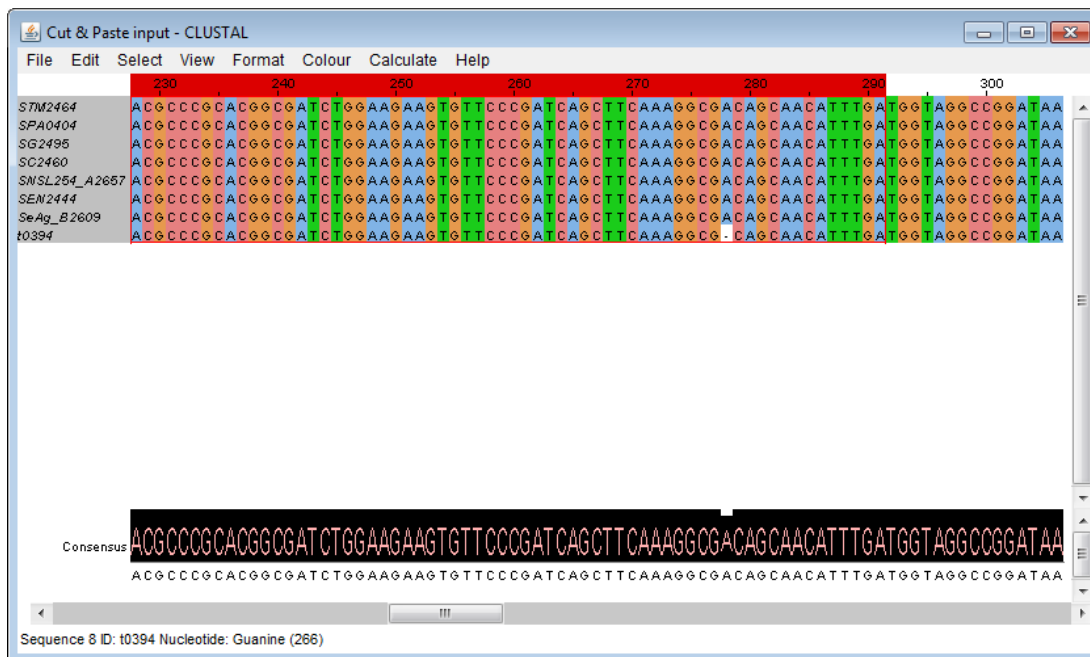 Cut & Paste input - CLUSTAL
File Edit Select View Format Colour Calculate Help
230 240 250 260 270 280 290 300
STM2464 ACGCCCGCACGGCGATCTGGAAGAAGTGTTCCCGATCAGCTTCAAAGGCGACAGCAACATTTGATGGTAGGCCGGATAA
SPA0404 ACGCCCGCACGGCGATCTGGAAGAAGTGTTCCCGATCAGCTTCAAAGGCGACAGCAACATTTGATGGTAGGCCGGATAA
SG2495 ACGCCCGCACGGCGATCTGGAAGAAGTGTTCCCGATCAGCTTCAAAGGCGACAGCAACATTTGATGGTAGGCCGGATAA
SC2460 ACGCCCGCACGGCGATCTGGAAGAAGTGTTCCCGATCAGCTTCAAAGGCGACAGCAACATTTGATGGTAGGCCGGATAA
SNSL254_A2657 ACGCCCGCACGGCGATCTGGAAGAAGTGTTCCCGATCAGCTTCAAAGGCGACAGCAACATTTGATGGTAGGCCGGATAA
SEN2444 ACGCCCGCACGGCGATCTGGAAGAAGTGTTCCCGATCAGCTTCAAAGGCGACAGCAACATTTGATGGTAGGCCGGATAA
SeAg_B2609 ACGCCCGCACGGCGATCTGGAAGAAGTGTTCCCGATCAGCTTCAAAGGCGACAGCAACATTTGATGGTAGGCCGGATAA
t0394 ACGCCCGCACGGCGATCTGGAAGAAGTGTTCCCGATCAGCTTCAAAGGCG-CAGCAACATTTGATGGTAGGCCGGATAA
Consensus ACGCCCGCACGGCGATCTGGAAGAAGTGTTCCCGATCAGCTTCAAAGGCGACAGCAACATTTGATGGTAGGCCGGATAA
ACGCCCGCACGGCGATCTGGAAGAAGTGTTCCCGATCAGCTTCAAAGGCGACAGCAACATTTGATGGTAGGCCGGATAA
Sequence 8 ID: t0394 Nucleotide: Guanine (266)